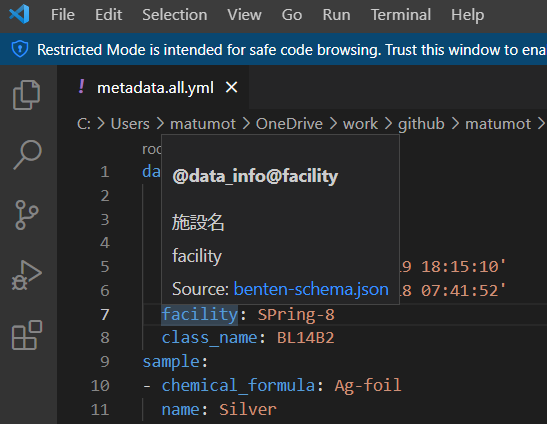 File Edit Selection View Go Run Terminal Help
Restricted Mode is intended for safe code browsing. Trust this window to ena
! metadata.all.yml ×
C: > Users > matumot > OneDrive > work > github > matumot >
roo
1 da
@data_info@facility
2
施設名
3
4
facility
5 9 18:15:10'
Source: benten-schema.json
6 8 07:41:52'
7 facility: SPring-8
8 class_name: BL14B2
9 sample:
10 - chemical_formula: Ag-foil
11 name: Silver